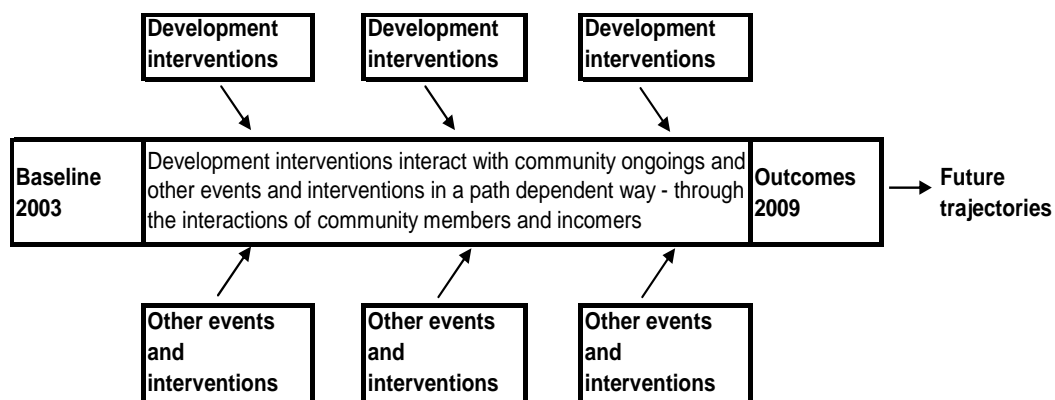 Development
interventions
Development
interventions
Development
interventions
Baseline
2003
Development interventions interact with community ongoings and
other events and interventions in a path dependent way - through
the interactions of community members and incomers
Outcomes
2009
Future
trajectories
Other events
and
interventions
Other events
and
interventions
Other events
and
interventions